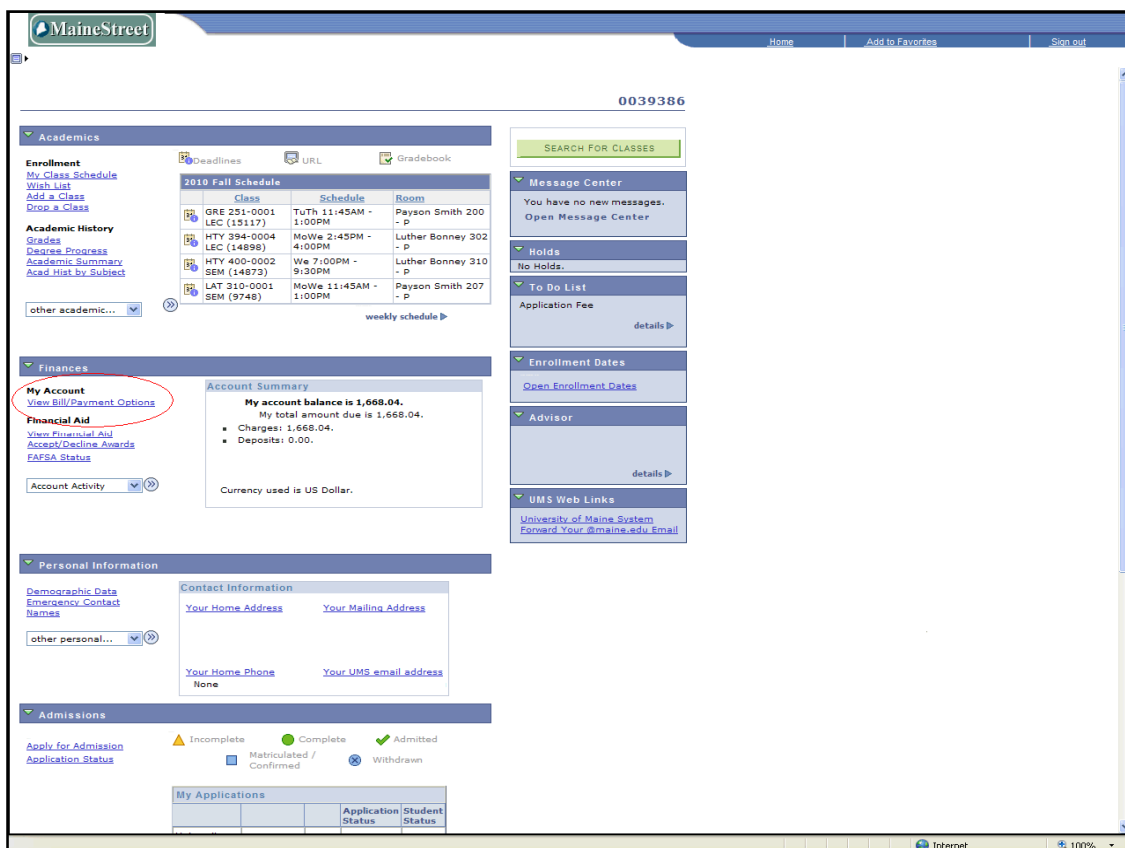 MaineStreet
Home
Add to Favorites
Sign out
0039386
Academics
Enrollment
My Class Schedule
Wish List
Add a Class
Drop a Class
Academic History
Grades
Degree Progress
Academic Summary
Acad Hist by Subject
other academic...
Deadlines
URL
Gradebook
2010 Fall Schedule
Class Schedule Room
GRE 251-0001 TuTh 11:45AM - Payson Smith 200
LEC (15117) 1:00PM - P
HTY 394-0004 MoWe 2:45PM - Luther Bonney 302
LEC (14898) 4:00PM - P
HTY 400-0002 We 7:00PM - Luther Bonney 310
SEM (14873) 9:30PM - P
LAT 310-0001 MoWe 11:45AM - Payson Smith 207
SEM (9748) 1:00PM - P
weekly schedule
SEARCH FOR CLASSES
Message Center
You have no new messages.
Open Message Center
Holds
No Holds.
To Do List
Application Fee
details
Enrollment Dates
Open Enrollment Dates
Advisor
details
UMS Web Links
University of Maine System
Forward Your @maine.edu Email
Finances
My Account
View Bill/Payment Options
Financial Aid
View Financial Aid
Accept/Decline Awards
FAFSA Status
Account Activity
Account Summary
My account balance is 1,668.04.
My total amount due is 1,668.04.
Charges: 1,668.04.
Deposits: 0.00.
Currency used is US Dollar.
Personal Information
Demographic Data
Emergency Contact
Names
other personal...
Contact Information
Your Home Address
Your Mailing Address
Your Home Phone
None
Your UMS email address
Admissions
Apply for Admission
Application Status
Incomplete
Complete
Admitted
Matriculated /
Confirmed
Withdrawn
My Applications
Application Student
Status Status
Internet
100%